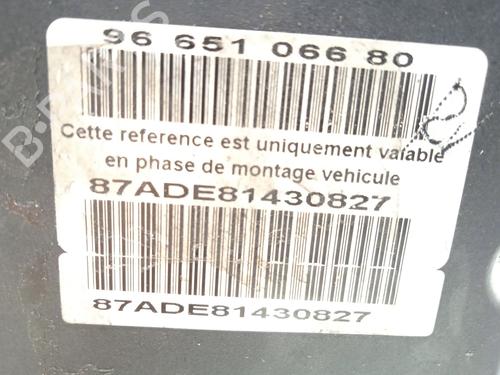 96 651 066 80
Cette reference est uniquement valable
en phase de montage vehicule
87ADE81430827
87ADE81430827